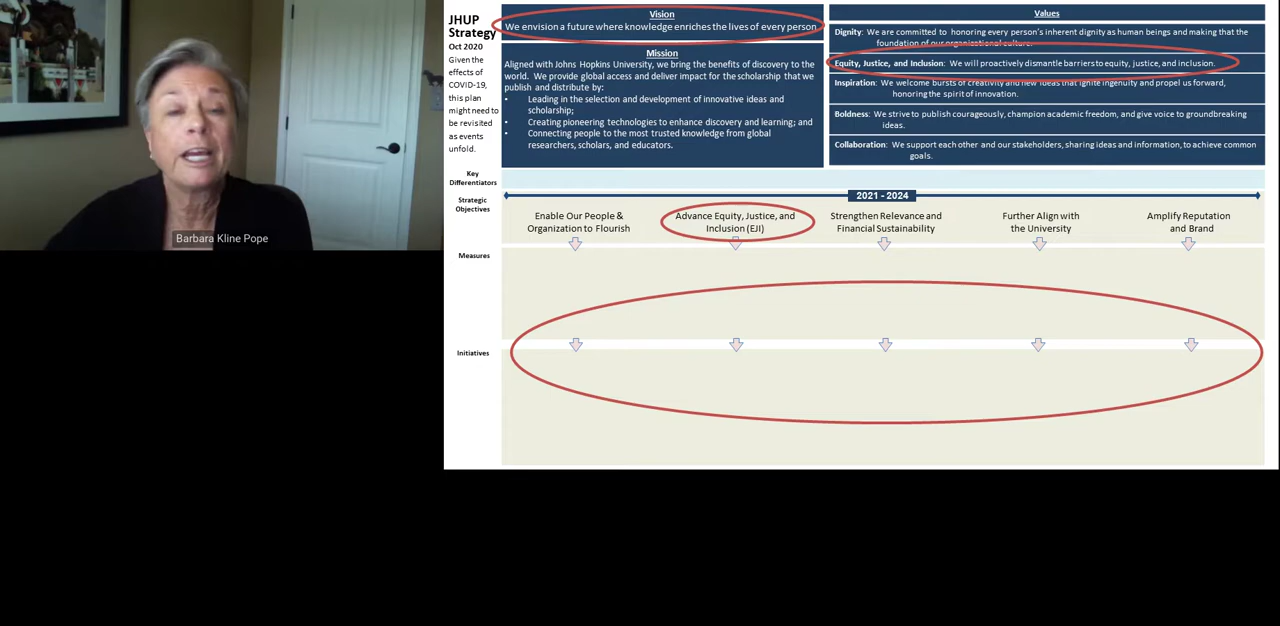 Barbara Kline Pope
JHUP
Strategy
Oct 2020
Given the
effects of
COVID-19,
this plan
might need to
be revisited
as events
unfold.
Vision
We envision a future where knowledge enriches the lives of every person.
Mission
Aligned with Johns Hopkins University, we bring the benefits of discovery to the
world. We provide global access and deliver impact for the scholarship that we
publish and distribute by:
• Leading in the selection and development of innovative ideas and
scholarship;
• Creating pioneering technologies to enhance discovery and learning; and
• Connecting people to the most trusted knowledge from global
researchers, scholars, and educators.
Values
Dignity: We are committed to honoring every person's inherent dignity as human beings and making that the
foundation of our organizational culture.
Equity, Justice, and Inclusion: We will proactively dismantle barriers to equity, justice, and inclusion.
Inspiration: We welcome bursts of creativity and new ideas that ignite ingenuity and propel us forward,
honoring the spirit of innovation.
Boldness: We strive to publish courageously, champion academic freedom, and give voice to groundbreaking
ideas.
Collaboration: We support each other and our stakeholders, sharing ideas and information, to achieve common
goals.
Key
Differentiators
2021 - 2024
Strategic
Objectives
Enable Our People &
Organization to Flourish
Advance Equity, Justice, and
Inclusion (EJI)
Strengthen Relevance and
Financial Sustainability
Further Align with
the University
Amplify Reputation
and Brand
Measures
Initiatives